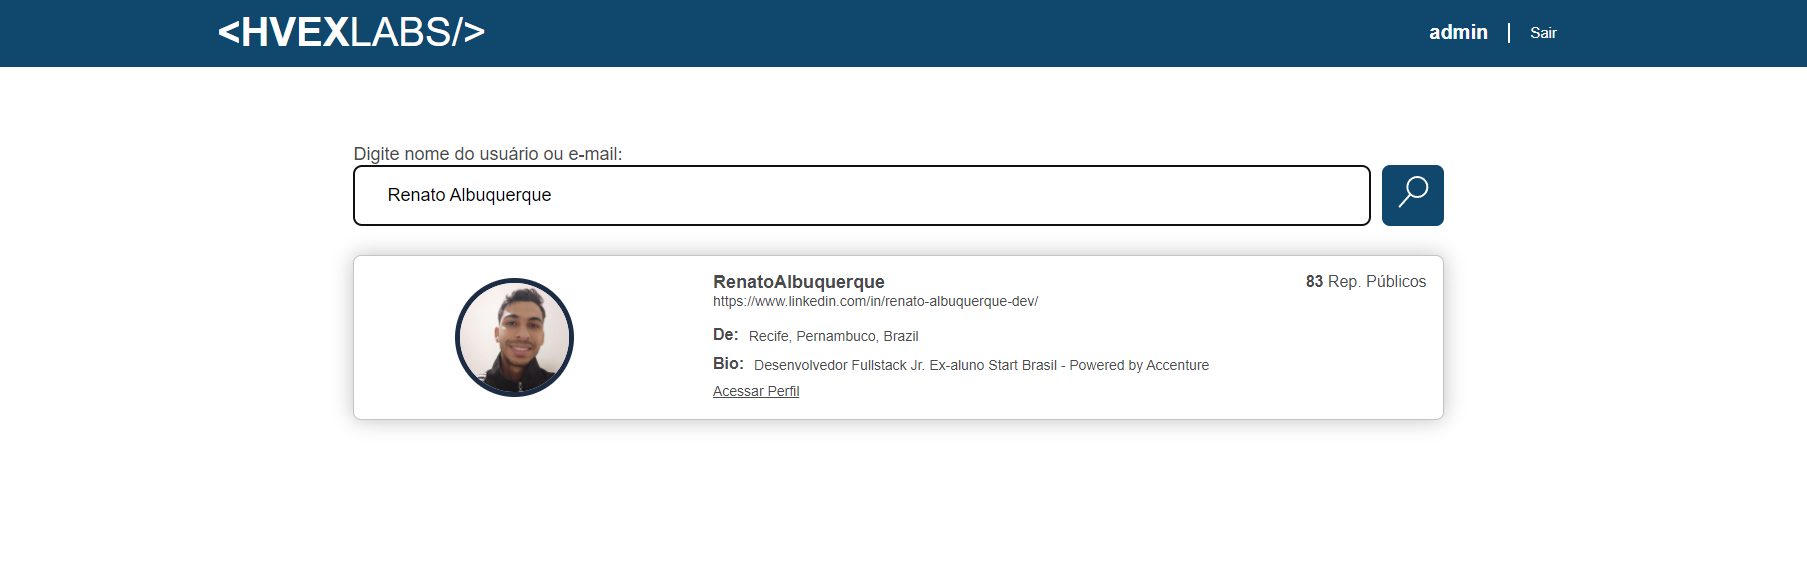 <HVEXLABS/>
admin | Sair
Digite nome do usuário ou e-mail:
Renato Albuquerque
RenatoAlbuquerque
83 Rep. Públicos
https://www.linkedin.com/in/renato-albuquerque-dev/
De: Recife, Pernambuco, Brazil
Bio: Desenvolvedor Fullstack Jr. Ex-aluno Start Brasil - Powered by Accenture
Acessar Perfil